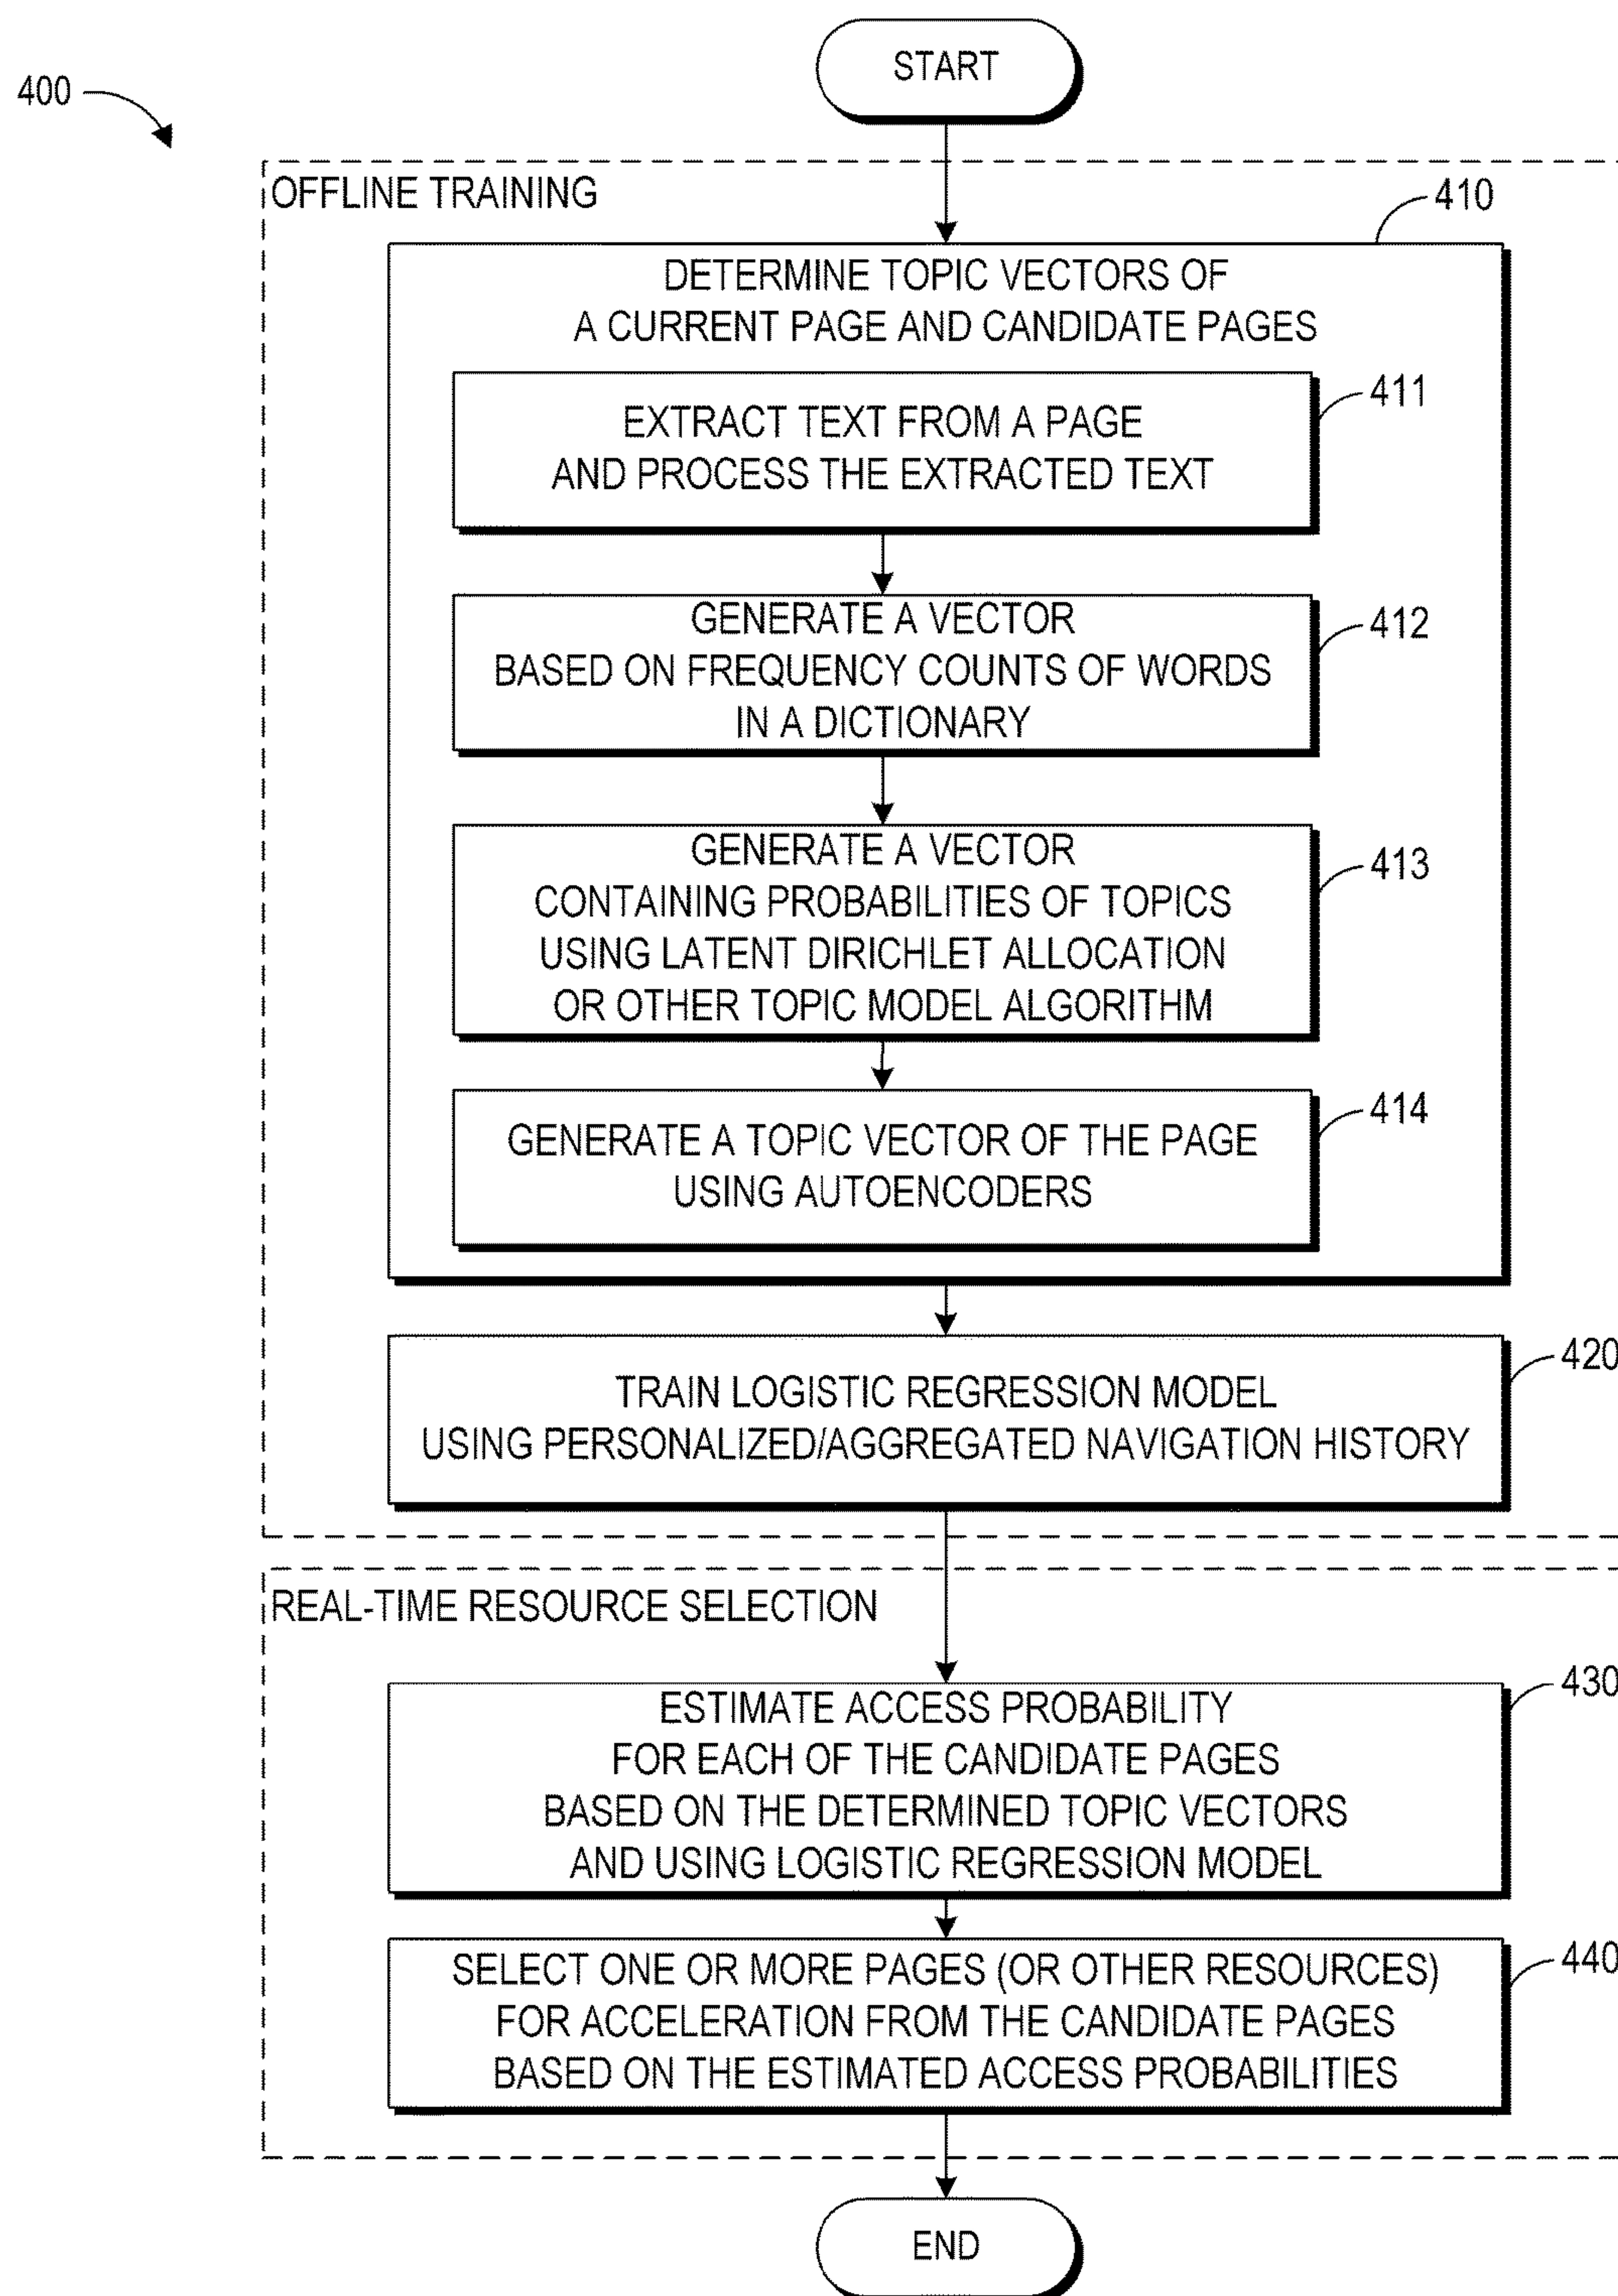 START
400
OFFLINE TRAINING
410
DETERMINE TOPIC VECTORS OF
A CURRENT PAGE AND CANDIDATE PAGES
411
EXTRACT TEXT FROM A PAGE
AND PROCESS THE EXTRACTED TEXT
412
GENERATE A VECTOR
BASED ON FREQUENCY COUNTS OF WORDS
IN A DICTIONARY
413
GENERATE A VECTOR
CONTAINING PROBABILITIES OF TOPICS
USING LATENT DIRICHLET ALLOCATION
OR OTHER TOPIC MODEL ALGORITHM
414
GENERATE A TOPIC VECTOR OF THE PAGE
USING AUTOENCODERS
420
TRAIN LOGISTIC REGRESSION MODEL
USING PERSONALIZED/AGGREGATED NAVIGATION HISTORY
REAL-TIME RESOURCE SELECTION
430
ESTIMATE ACCESS PROBABILITY
FOR EACH OF THE CANDIDATE PAGES
BASED ON THE DETERMINED TOPIC VECTORS
AND USING LOGISTIC REGRESSION MODEL
440
SELECT ONE OR MORE PAGES (OR OTHER RESOURCES)
FOR ACCELERATION FROM THE CANDIDATE PAGES
BASED ON THE ESTIMATED ACCESS PROBABILITIES
END